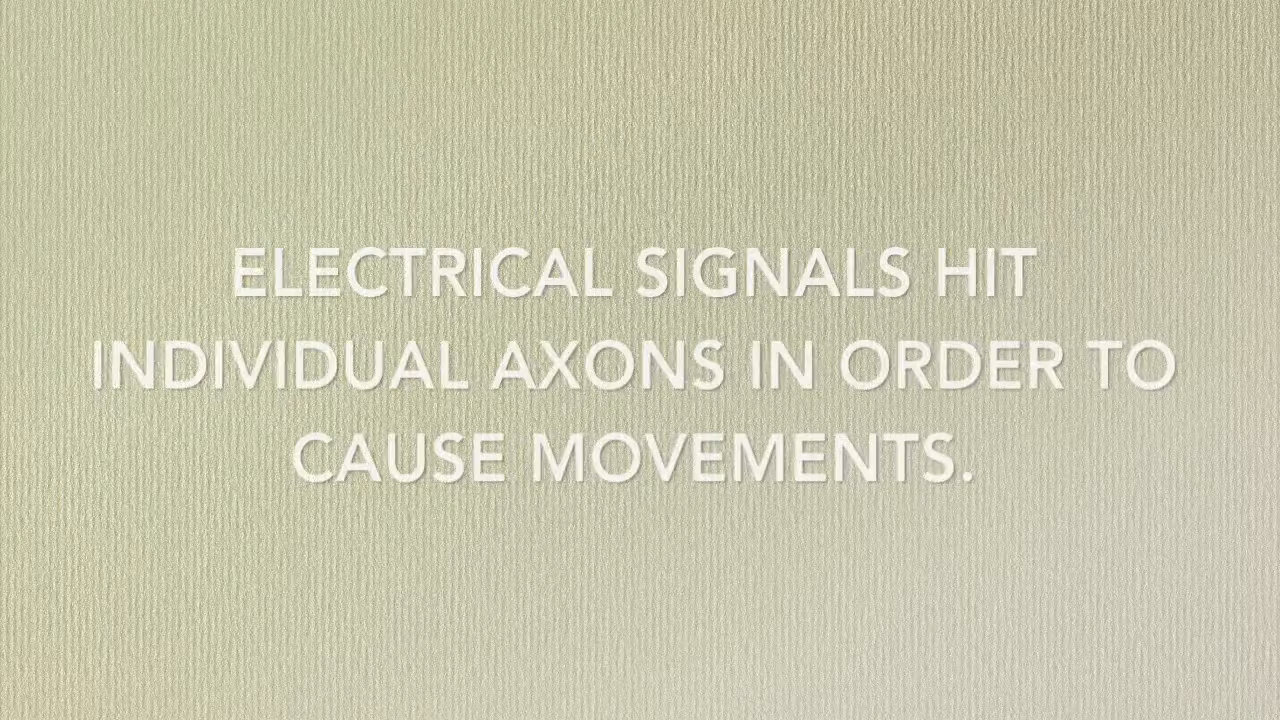 ELECTRICAL SIGNALS HIT
INDIVIDUAL AXONS IN ORDER TO
CAUSE MOVEMENTS.